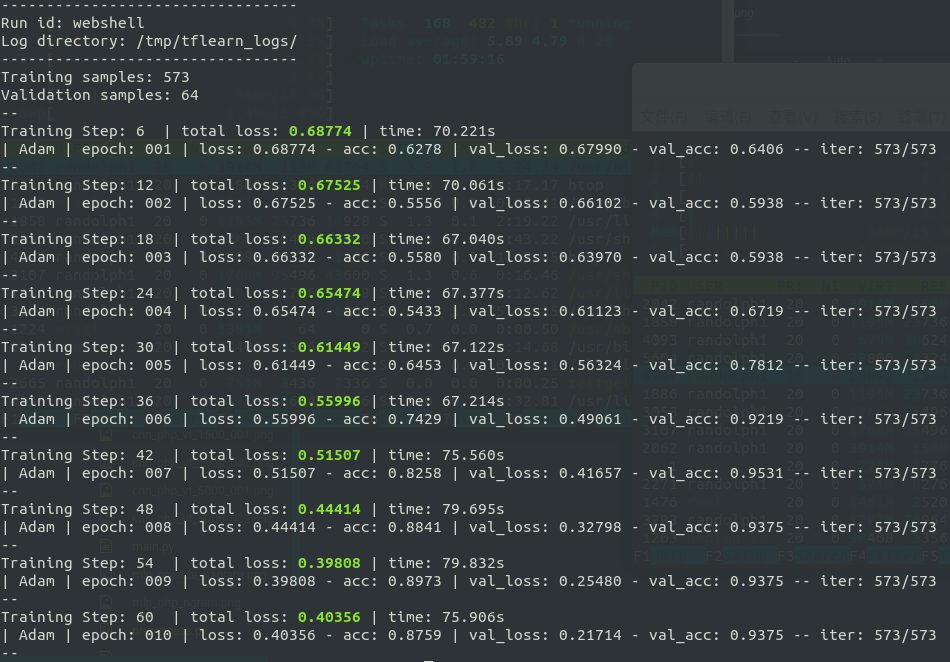 --------------------------------
Run id: webshell
Log directory: /tmp/tflearn_logs/
--------------------------------
Training samples: 573
Validation samples: 64
--
Training Step: 6  | total loss: 0.68774 | time: 70.221s
| Adam | epoch: 001 | loss: 0.68774 - acc: 0.6278 | val_loss: 0.67990 - val_acc: 0.6406 -- iter: 573/573
--
Training Step: 12  | total loss: 0.67525 | time: 70.061s
| Adam | epoch: 002 | loss: 0.67525 - acc: 0.5556 | val_loss: 0.66102 - val_acc: 0.5938 -- iter: 573/573
--
Training Step: 18  | total loss: 0.66332 | time: 67.040s
| Adam | epoch: 003 | loss: 0.66332 - acc: 0.5580 | val_loss: 0.63970 - val_acc: 0.5938 -- iter: 573/573
--
Training Step: 24  | total loss: 0.65474 | time: 67.377s
| Adam | epoch: 004 | loss: 0.65474 - acc: 0.5433 | val_loss: 0.61123 - val_acc: 0.6719 -- iter: 573/573
--
Training Step: 30  | total loss: 0.61449 | time: 67.122s
| Adam | epoch: 005 | loss: 0.61449 - acc: 0.6453 | val_loss: 0.56324 - val_acc: 0.7812 -- iter: 573/573
--
Training Step: 36  | total loss: 0.55996 | time: 67.214s
| Adam | epoch: 006 | loss: 0.55996 - acc: 0.7429 | val_loss: 0.49061 - val_acc: 0.9219 -- iter: 573/573
--
Training Step: 42  | total loss: 0.51507 | time: 75.560s
| Adam | epoch: 007 | loss: 0.51507 - acc: 0.8258 | val_loss: 0.41657 - val_acc: 0.9531 -- iter: 573/573
--
Training Step: 48  | total loss: 0.44414 | time: 79.695s
| Adam | epoch: 008 | loss: 0.44414 - acc: 0.8841 | val_loss: 0.32798 - val_acc: 0.9375 -- iter: 573/573
--
Training Step: 54  | total loss: 0.39808 | time: 79.832s
| Adam | epoch: 009 | loss: 0.39808 - acc: 0.8973 | val_loss: 0.25480 - val_acc: 0.9375 -- iter: 573/573
--
Training Step: 60  | total loss: 0.40356 | time: 75.906s
| Adam | epoch: 010 | loss: 0.40356 - acc: 0.8759 | val_loss: 0.21714 - val_acc: 0.9375 -- iter: 573/573
--